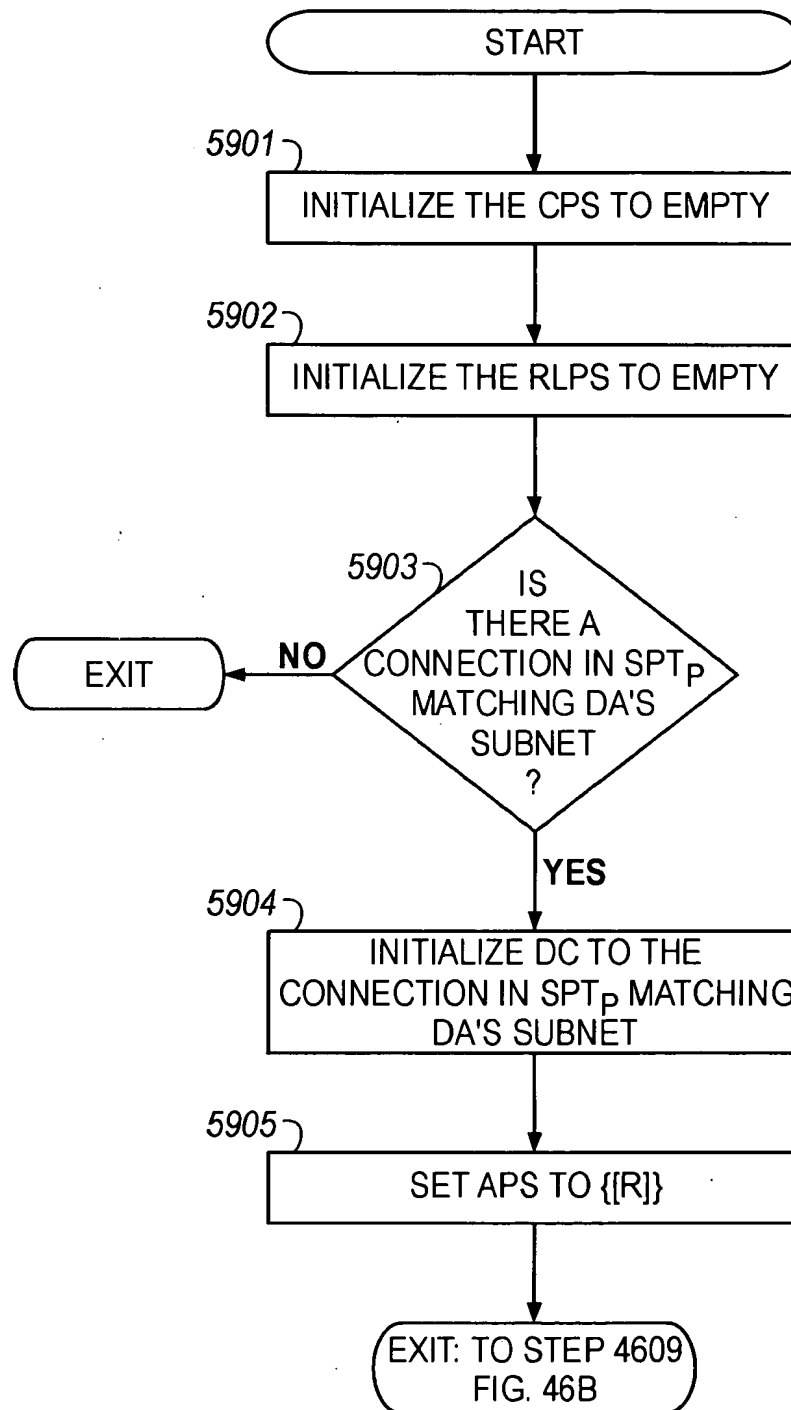 START
5901
INITIALIZE THE CPS TO EMPTY
5902
INITIALIZE THE RLPS TO EMPTY
5903
IS
THERE A
CONNECTION IN SPTP
MATCHING DA'S
SUBNET
?
NO
EXIT
YES
5904
INITIALIZE DC TO THE
CONNECTION IN SPTP MATCHING
DA'S SUBNET
5905
SET APS TO {[R]}
EXIT: TO STEP 4609
FIG. 46B